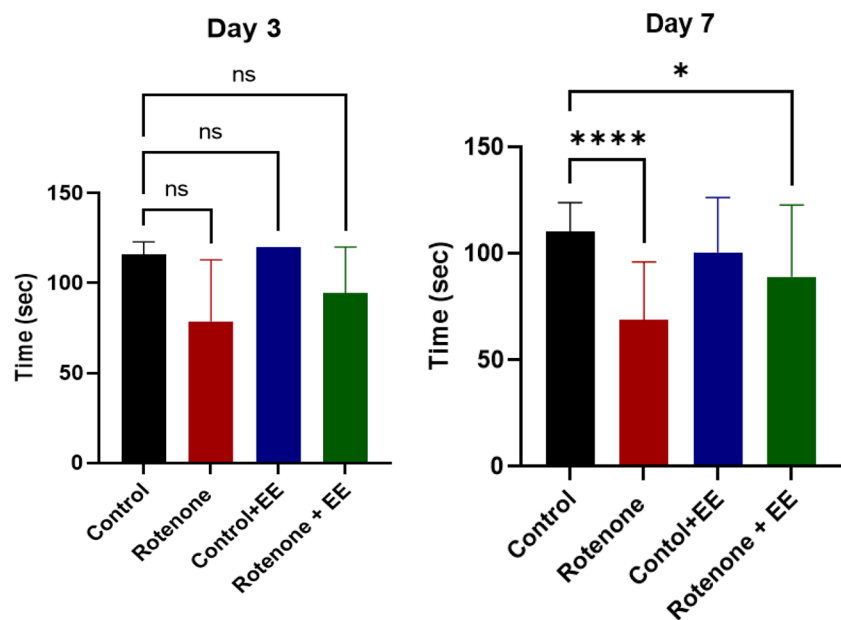 Day 3
ns
ns
ns
150
100
50
0
Time (sec)
Control
Rotenone
Control+EE
Rotenone + EE
Day 7
*
****
150
100
50
0
Time (sec)
Control
Rotenone
Contol+EE
Rotenone + EE